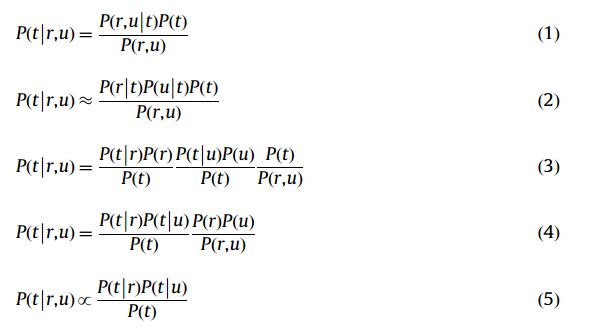 P(t|r,u) = P(r,u|t)P(t) / P(r,u) (1)
P(t|r,u) ≈ P(r|t)P(u|t)P(t) / P(r,u) (2)
P(t|r,u) = P(t|r)P(r) / P(t) P(t|u)P(u) / P(t) P(t) / P(r,u) (3)
P(t|r,u) = P(t|r)P(t|u) / P(t) P(r)P(u) / P(r,u) (4)
P(t|r,u) ∝ P(t|r)P(t|u) / P(t) (5)